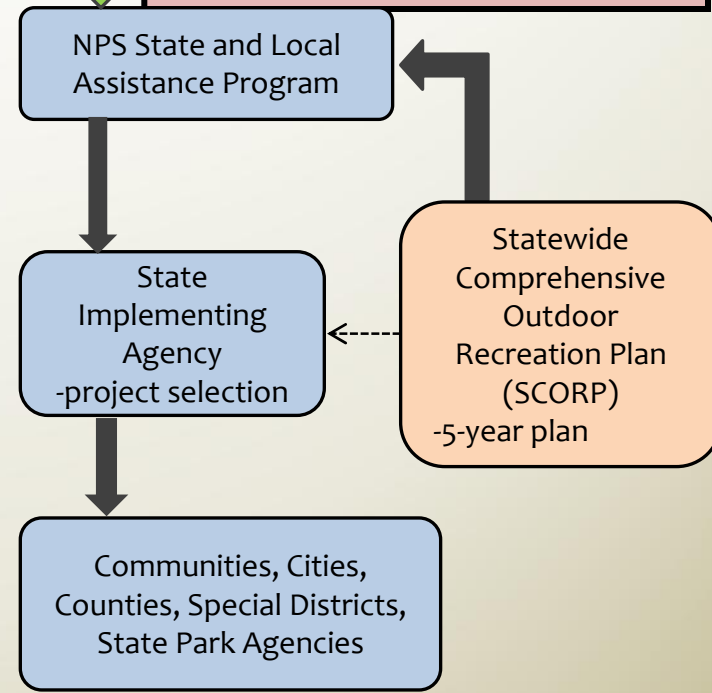 NPS State and Local
Assistance Program
State
Implementing
Agency
-project selection
Statewide
Comprehensive
Outdoor
Recreation Plan
(SCORP)
-5-year plan
Communities, Cities,
Counties, Special Districts,
State Park Agencies